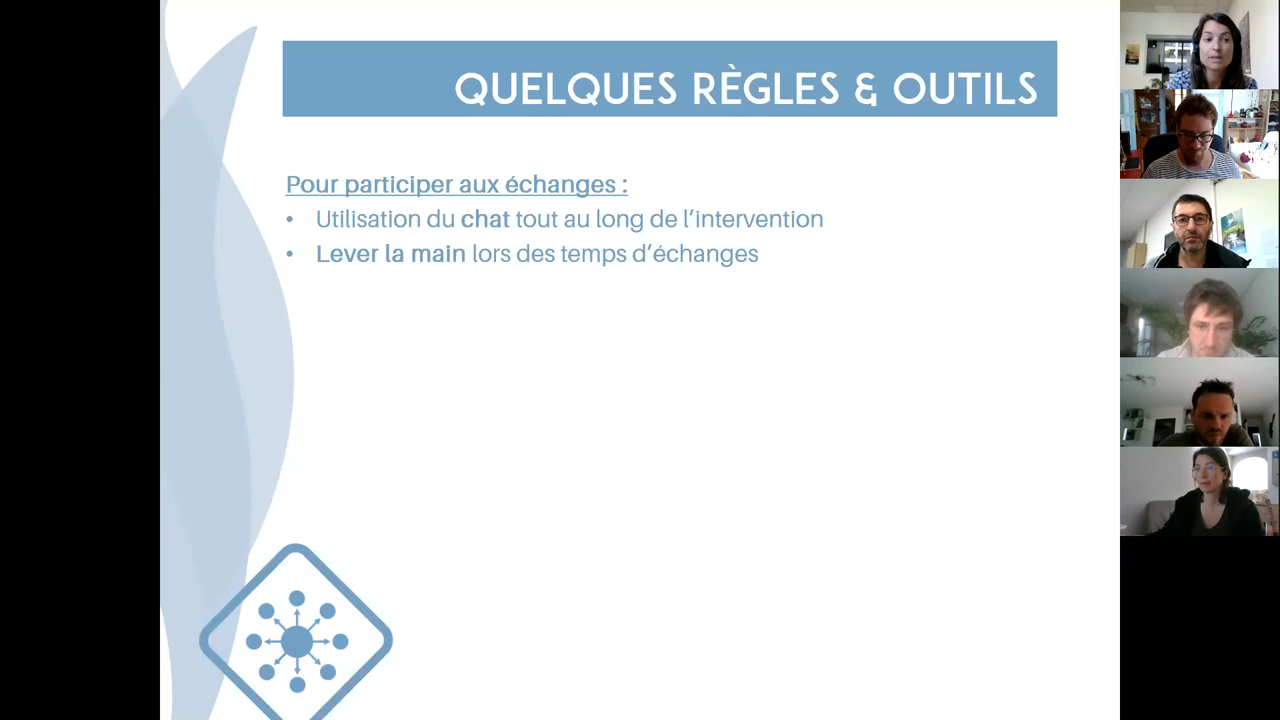 QUELQUES RÈGLES & OUTILS
Pour participer aux échanges :
• Utilisation du chat tout au long de l’intervention
• Lever la main lors des temps d’échanges